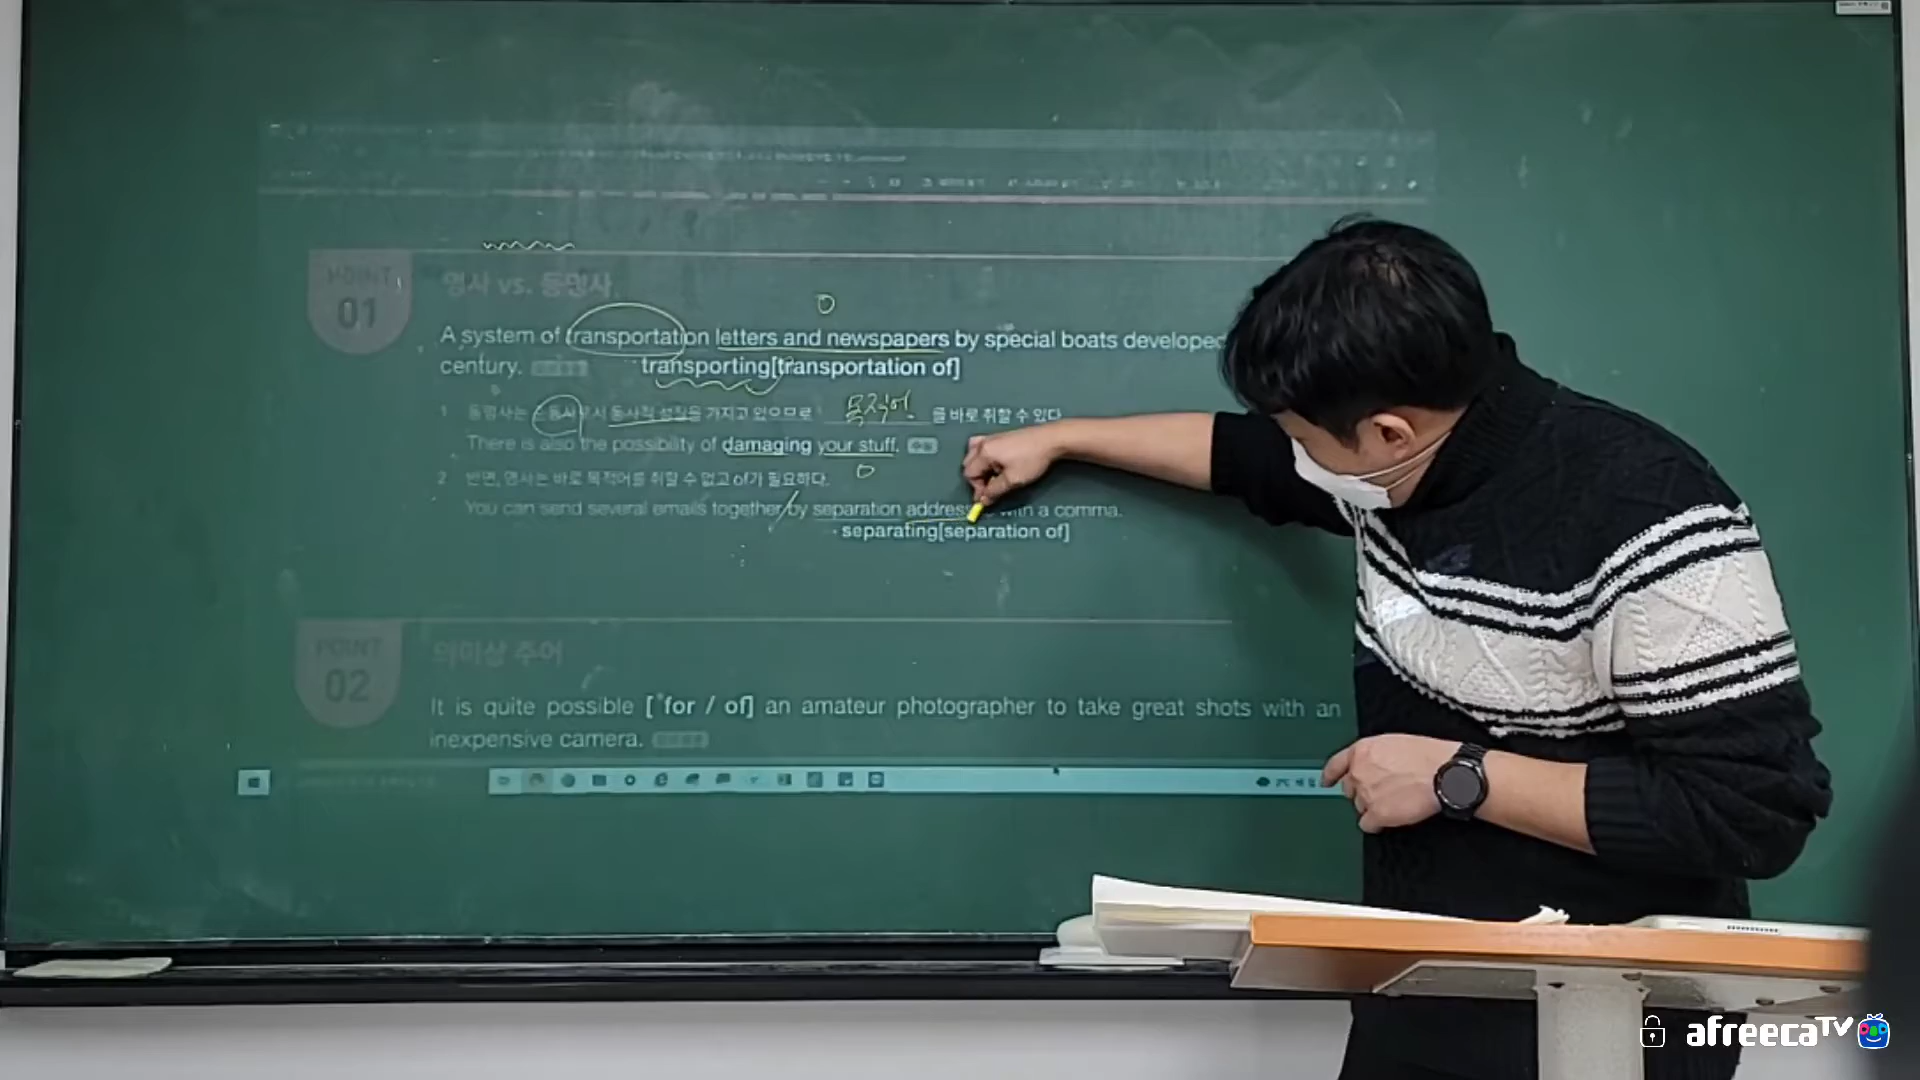 POINT
01
명사 vs. 동명사
O
A system of transportation letters and newspapers by special boats developed
century.
transporting[transportation of]
1 동명사는 동사로서 동사적 성질을 가지고 있으므로 목적어 를 바로 취할 수 있다.
There is also the possibility of damaging your stuff. 수능
O
2 반면, 명사는 바로 목적어를 취할 수 없고 of가 필요하다.
You can send several emails together by separation address with a comma.
separating[separation of]
POINT
02
의미상 주어
It is quite possible [ for / of] an amateur photographer to take great shots with an
inexpensive camera.
afreecaTV